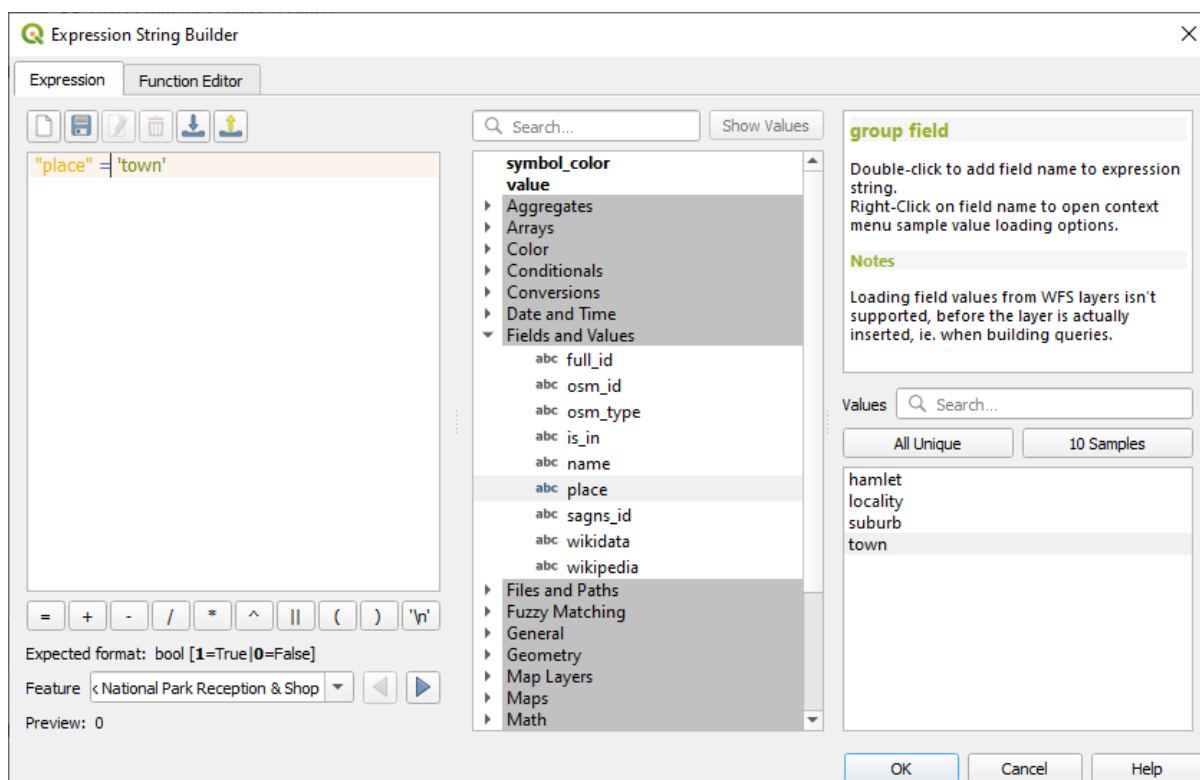 Expression String Builder
Expression
Function Editor
"place" = 'town'
= + - / * ^ || ( ) '\n'
Expected format: bool [1=True|0=False]
Feature
National Park Reception & Shop
Preview: 0
Search...
Show Values
symbol_color
value
Aggregates
Arrays
Color
Conditionals
Conversions
Date and Time
Fields and Values
abc full_id
abc osm_id
abc osm_type
abc is_in
abc name
abc place
abc sagns_id
abc wikidata
abc wikipedia
Files and Paths
Fuzzy Matching
General
Geometry
Map Layers
Maps
Math
group field
Double-click to add field name to expression
string.
Right-Click on field name to open context
menu sample value loading options.
Notes
Loading field values from WFS layers isn't
supported, before the layer is actually
inserted, ie. when building queries.
Values
Search...
All Unique
10 Samples
hamlet
locality
suburb
town
OK
Cancel
Help